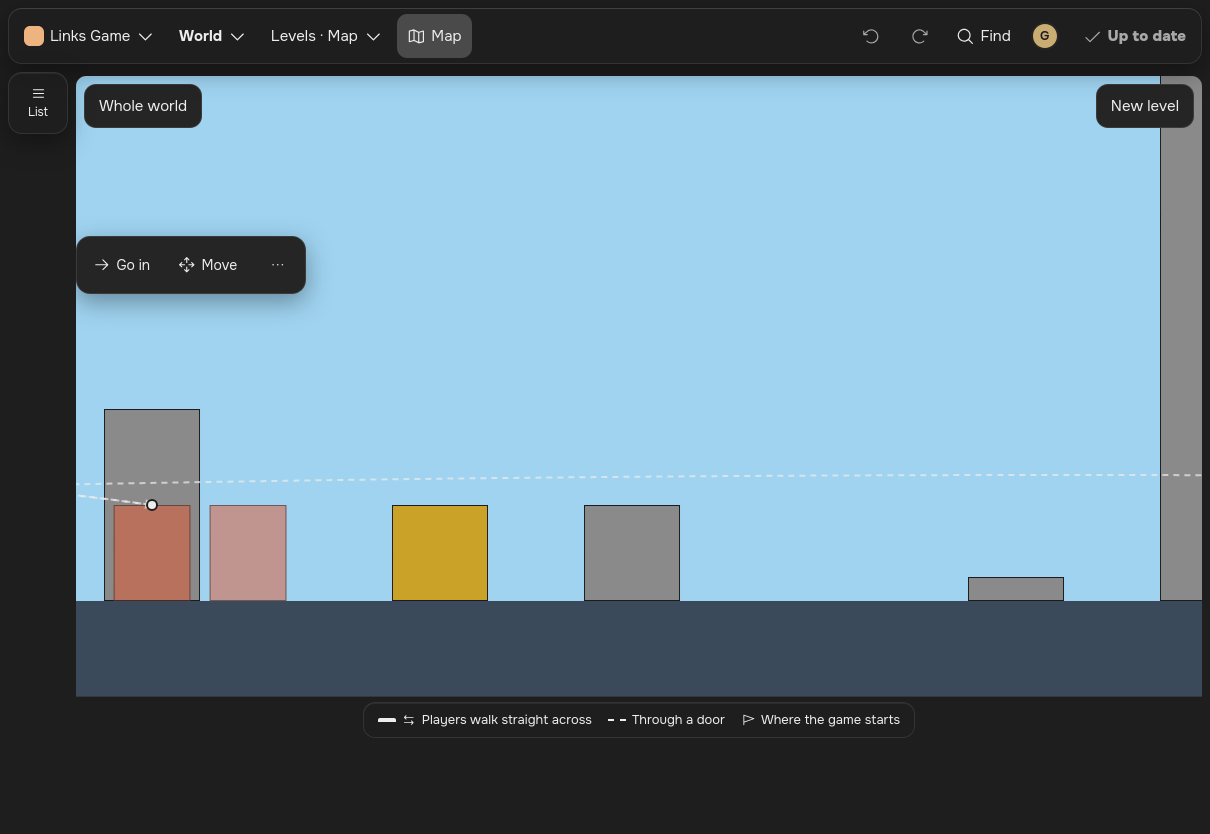 Links Game World Levels · Map Map Find G Up to date
List
Whole world New level
Go in Move ...
Players walk straight across Through a door Where the game starts